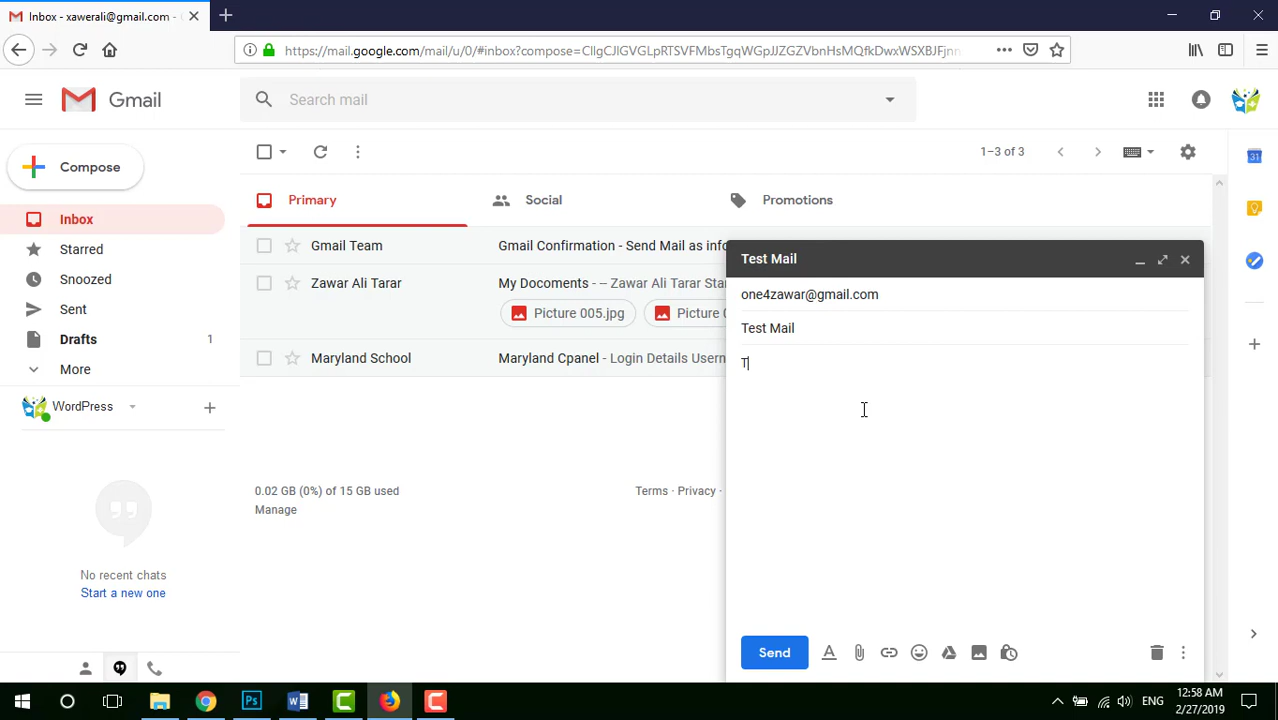 Inbox - xawerali@gmail.com -
https://mail.google.com/mail/u/0/#inbox?compose=
Gmail
Search mail
Compose
1–3 of 3
Inbox
Starred
Snoozed
Sent
Drafts 1
More
WordPress
Primary
Social
Promotions
Gmail Team Gmail Confirmation - Send Mail as info
Zawar Ali Tarar My Docoments - -- Zawar Ali Tarar Star
Picture 005.jpg Picture 0
Maryland School Maryland Cpanel - Login Details Usern
0.02 GB (0%) of 15 GB used
Manage
Terms · Privacy ·
No recent chats
Start a new one
Test Mail
one4zawar@gmail.com
Test Mail
T
Send
31
Ps
W
ENG
12:58 AM
2/27/2019